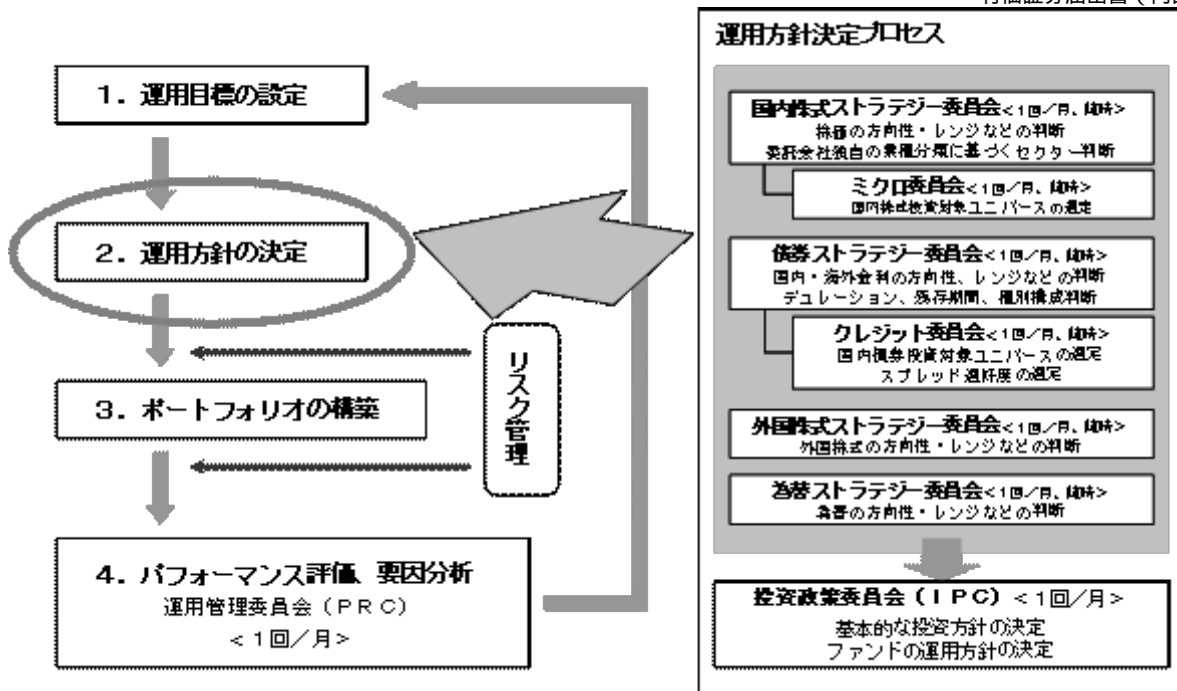 有価証券届出書（内
１．運用目標の設定
２．運用方針の決定
３．ポートフォリオの構築
４．パフォーマンス評価、要因分析
運用管理委員会（ＰＲＣ）
＜１回／月＞
リスク管理
運用方針決定プロセス
国内株式ストラテジー委員会＜１回／月、臨時＞
株価の方向性・レンジなどの判断
委託会社独自の業種分類に基づくセクター判断
ミクロ委員会＜１回／月、臨時＞
国内株式投資対象ユニバースの選定
債券ストラテジー委員会＜１回／月、臨時＞
国内・海外金利の方向性、レンジなどの判断
デュレーション、残存期間、種別構成判断
クレジット委員会＜１回／月、臨時＞
国内債券投資対象ユニバースの選定
スプレッド選好度の選定
外国株式ストラテジー委員会＜１回／月、臨時＞
外国株式の方向性・レンジなどの判断
為替ストラテジー委員会＜１回／月、臨時＞
為替の方向性・レンジなどの判断
投資政策委員会（ＩＰＣ）＜１回／月＞
基本的な投資方針の決定
ファンドの運用方針の決定